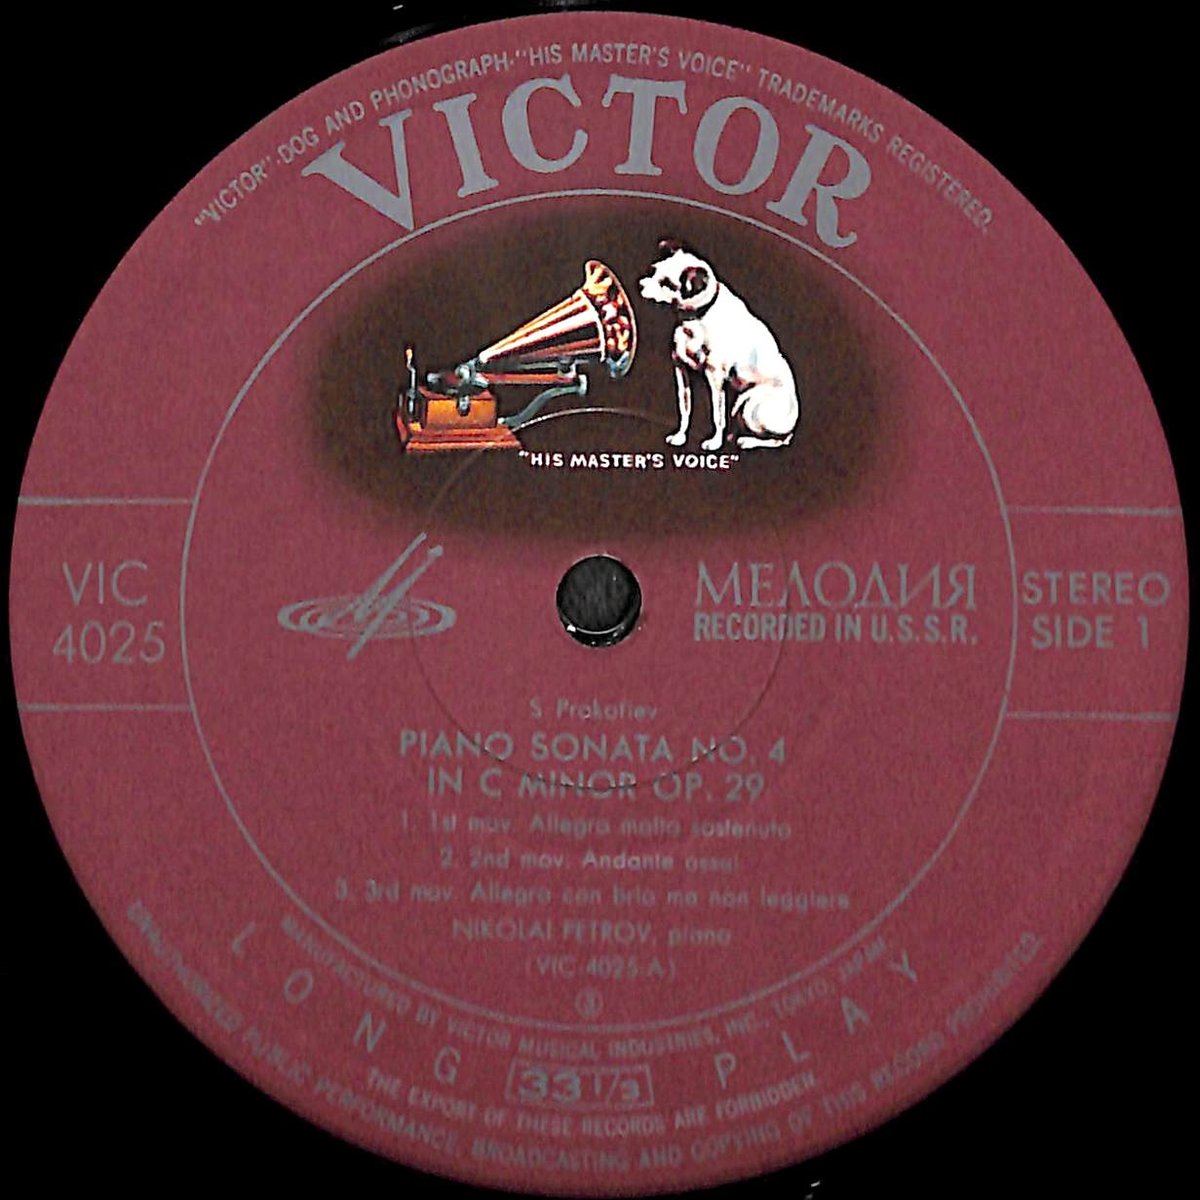 "VICTOR"·DOG AND PHONOGRAPH·"HIS MASTER'S VOICE" TRADEMARKS REGISTERED.
VICTOR
"HIS MASTER'S VOICE"
VIC
4025
МЕЛОДИЯ
RECORDED IN U.S.S.R.
STEREO
SIDE 1
S. Prokofiev
PIANO SONATA NO. 4
IN C MINOR OP. 29
1. 1st mov. Allegro molto sostenuto
2. 2nd mov. Andante assai
3. 3rd mov. Allegro con brio ma non leggiere
NIKOLAI PETROV, piano
(VIC-4025-A)
MANUFACTURED BY VICTOR MUSICAL INDUSTRIES, INC., TOKYO, JAPAN
LONG PLAY
33 1/3
THE EXPORT OF THESE RECORDS ARE FORBIDDEN.
UNAUTHORIZED PUBLIC PERFORMANCE, BROADCASTING AND COPYING OF THIS RECORD PROHIBITED.